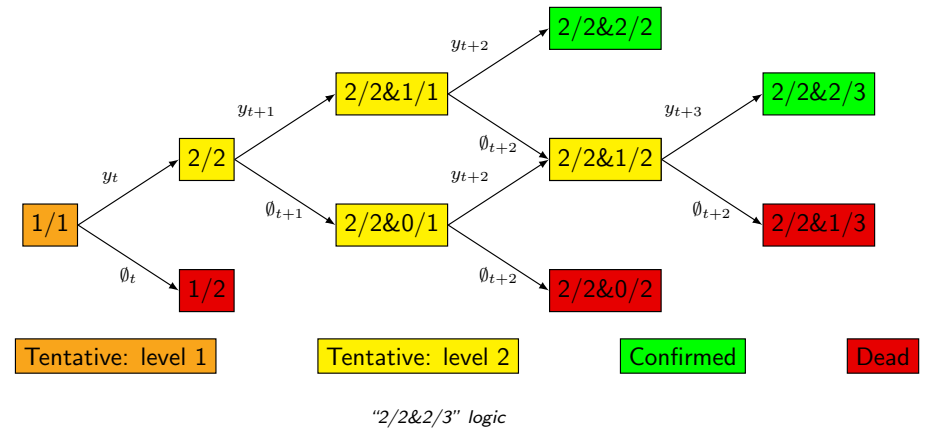 2/2&2/2
y_{t+2}
2/2&1/1
2/2&2/3
y_{t+1}
y_{t+3}
∅_{t+2}
2/2
2/2&1/2
y_t
y_{t+2}
∅_{t+1}
∅_{t+2}
1/1
2/2&0/1
2/2&1/3
∅_t
∅_{t+2}
1/2
2/2&0/2
Tentative: level 1
Tentative: level 2
Confirmed
Dead
“2/2&2/3” logic